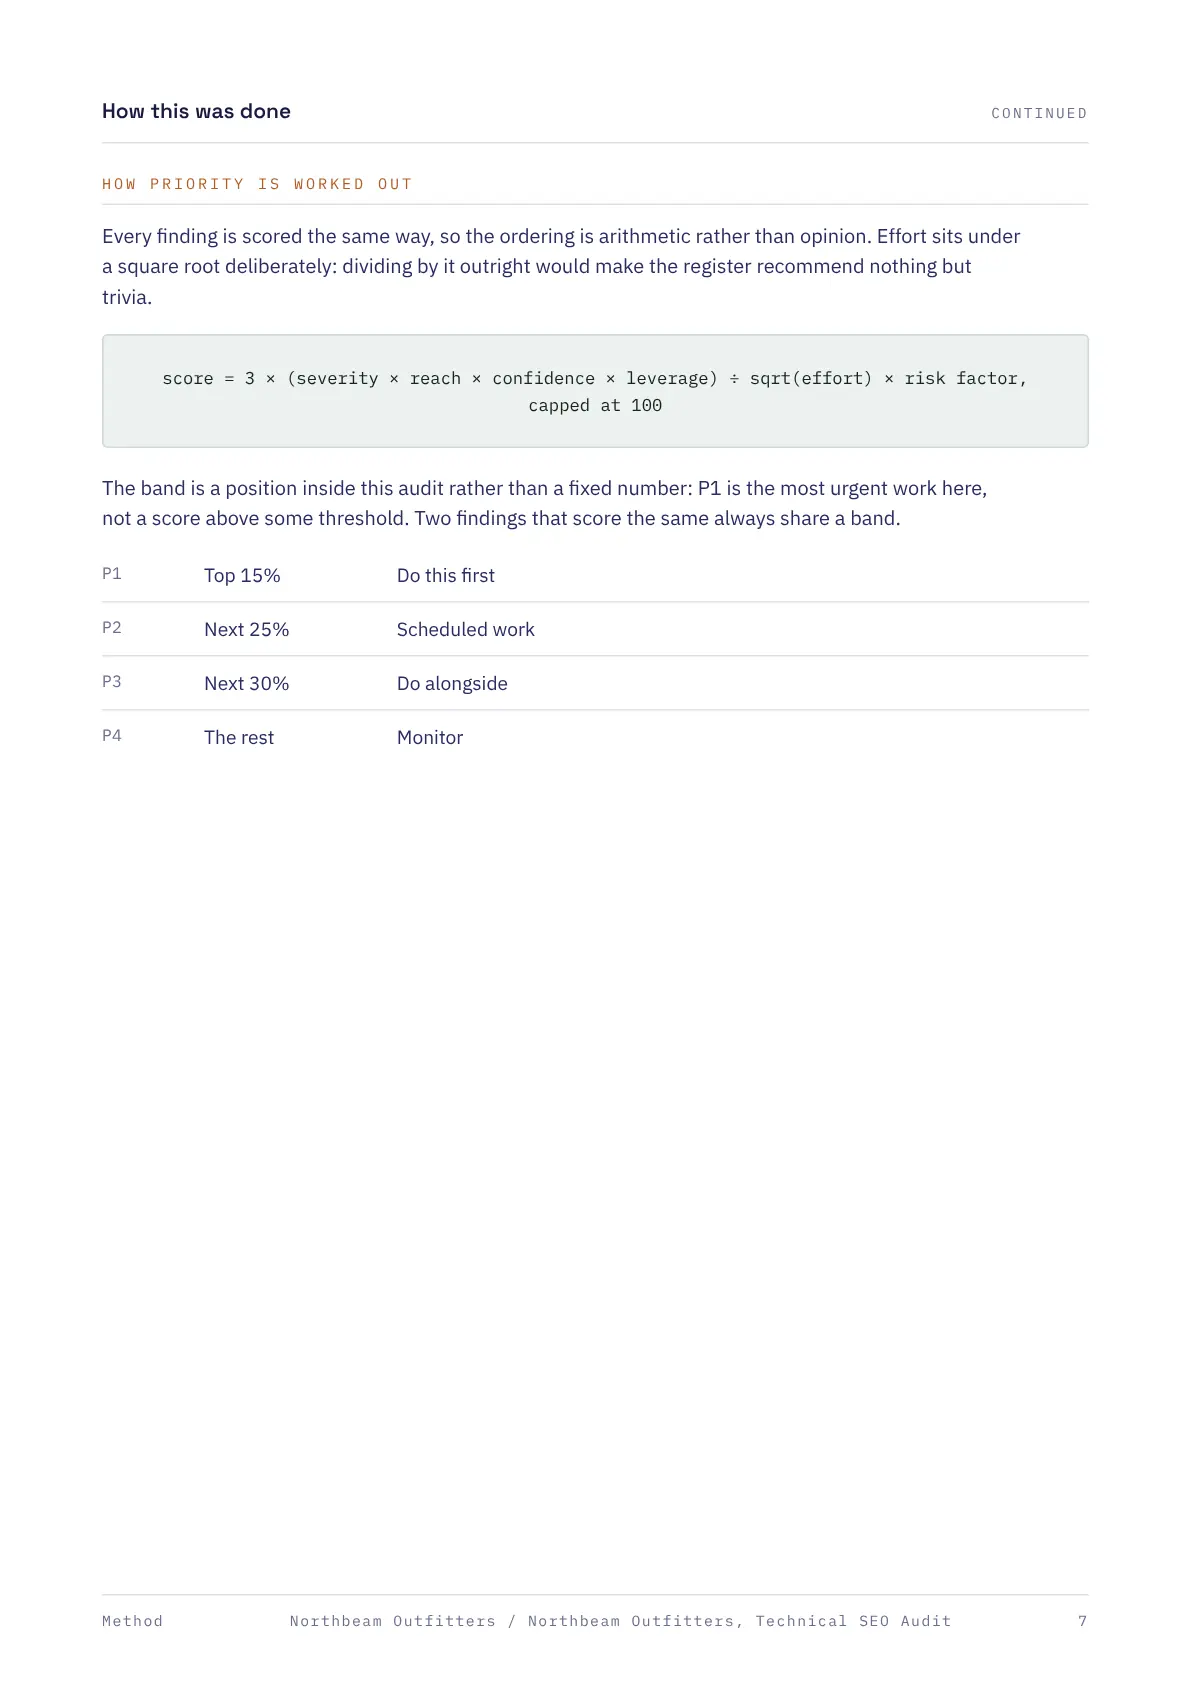 How this was done
CONTINUED
HOW PRIORITY IS WORKED OUT
Every finding is scored the same way, so the ordering is arithmetic rather than opinion. Effort sits under
a square root deliberately: dividing by it outright would make the register recommend nothing but
trivia.
score = 3 × (severity × reach × confidence × leverage) ÷ sqrt(effort) × risk factor,
capped at 100
The band is a position inside this audit rather than a fixed number: P1 is the most urgent work here,
not a score above some threshold. Two findings that score the same always share a band.
P1 Top 15% Do this first
P2 Next 25% Scheduled work
P3 Next 30% Do alongside
P4 The rest Monitor
Method Northbeam Outfitters / Northbeam Outfitters, Technical SEO Audit 7